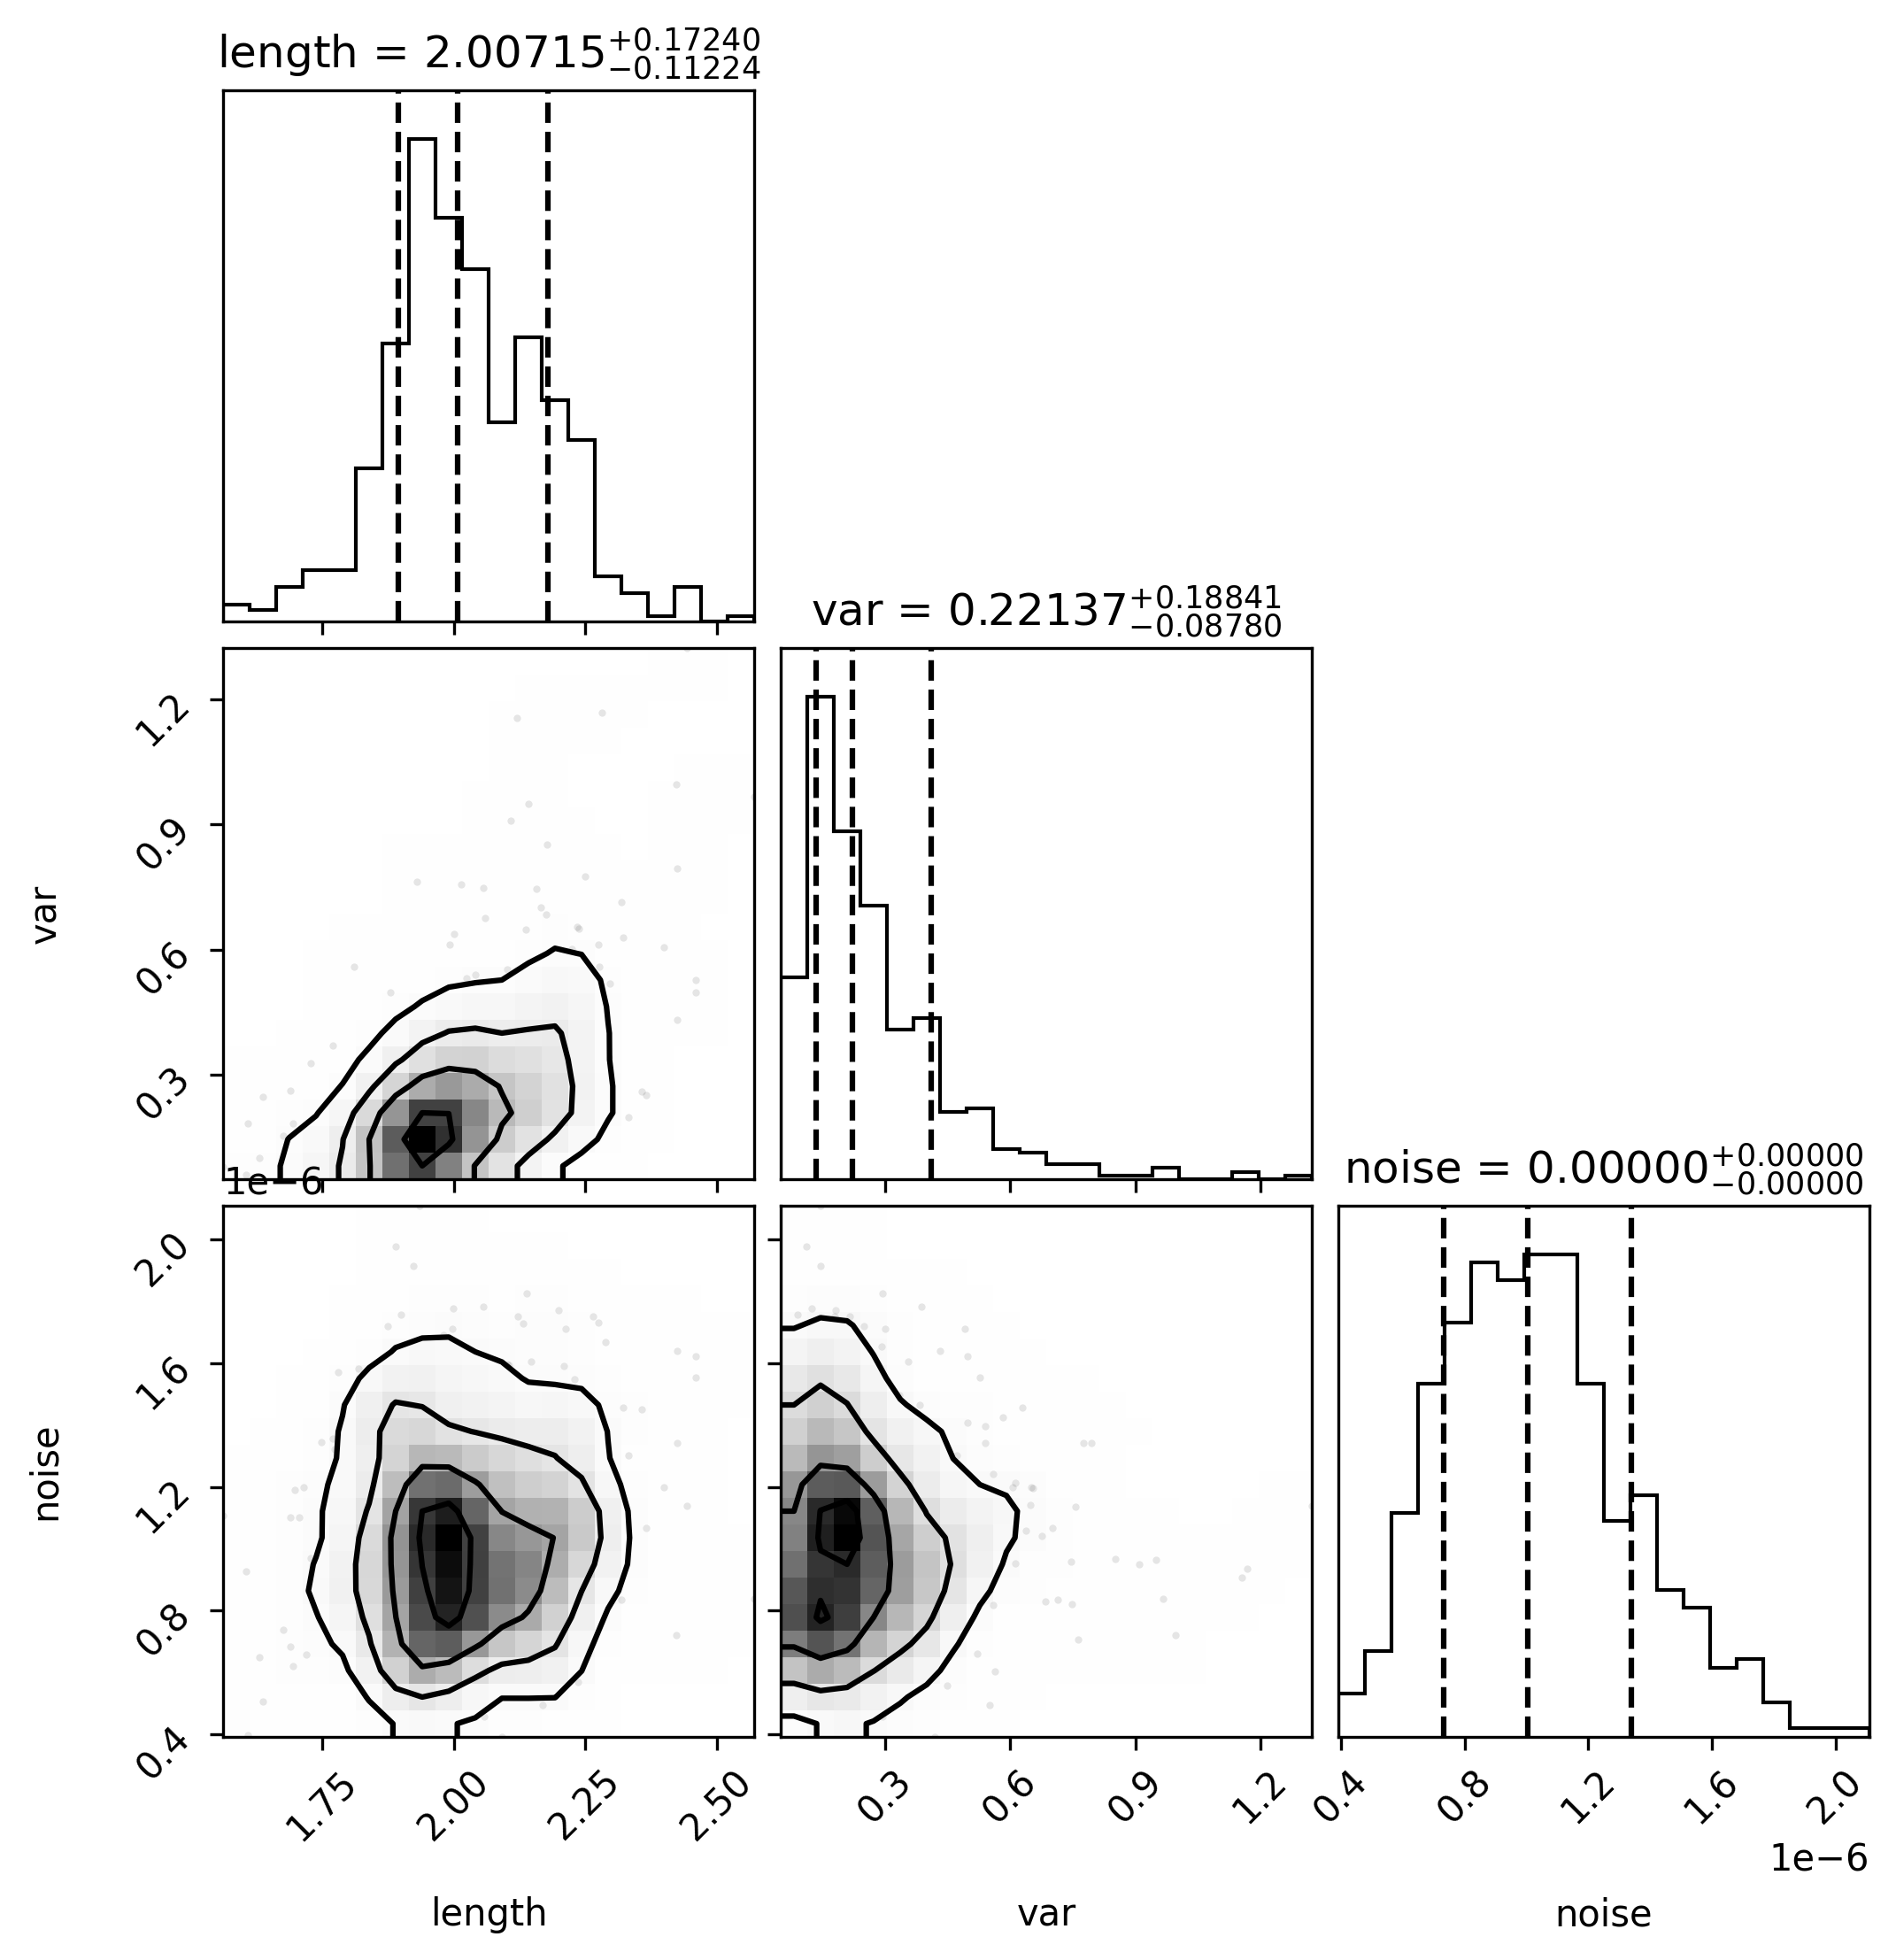 length = 2.00715 +0.17240 −0.11224
var = 0.22137 +0.18841 −0.08780
1.2
0.9
0.6
0.3
var
noise = 0.00000 +0.00000 −0.00000
1e−6
2.0
1.6
1.2
0.8
0.4
noise
1.75 2.00 2.25 2.50
0.3 0.6 0.9 1.2
0.4 0.8 1.2 1.6 2.0
1e−6
length
var
noise